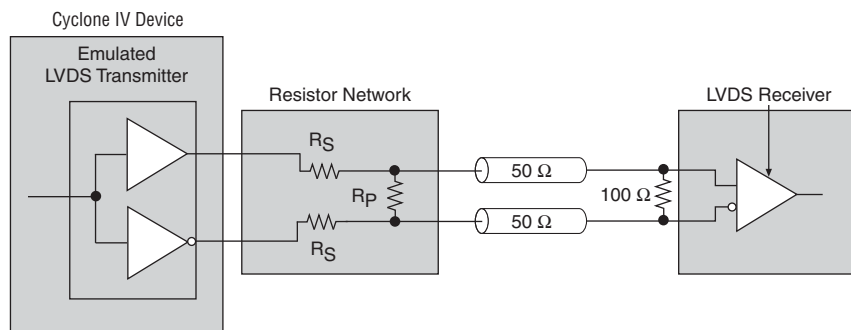 Cyclone IV Device
Emulated
LVDS Transmitter
Resistor Network
LVDS Receiver
RS
50 Ω
RP
100 Ω
50 Ω
RS